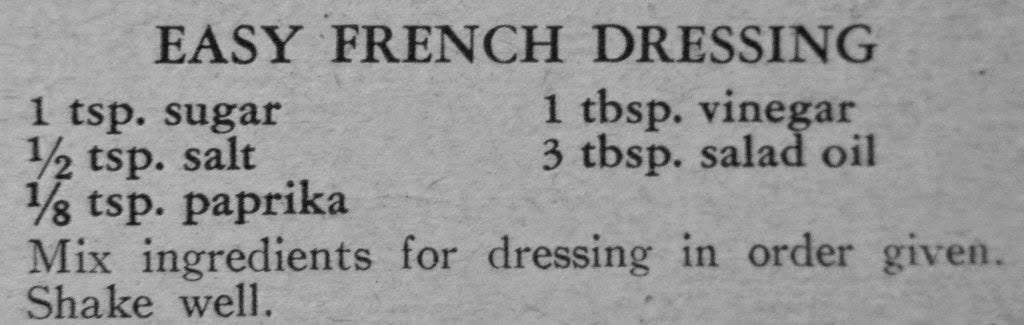 EASY FRENCH DRESSING
1 tsp. sugar
½ tsp. salt
⅛ tsp. paprika
1 tbsp. vinegar
3 tbsp. salad oil
Mix ingredients for dressing in order given.
Shake well.